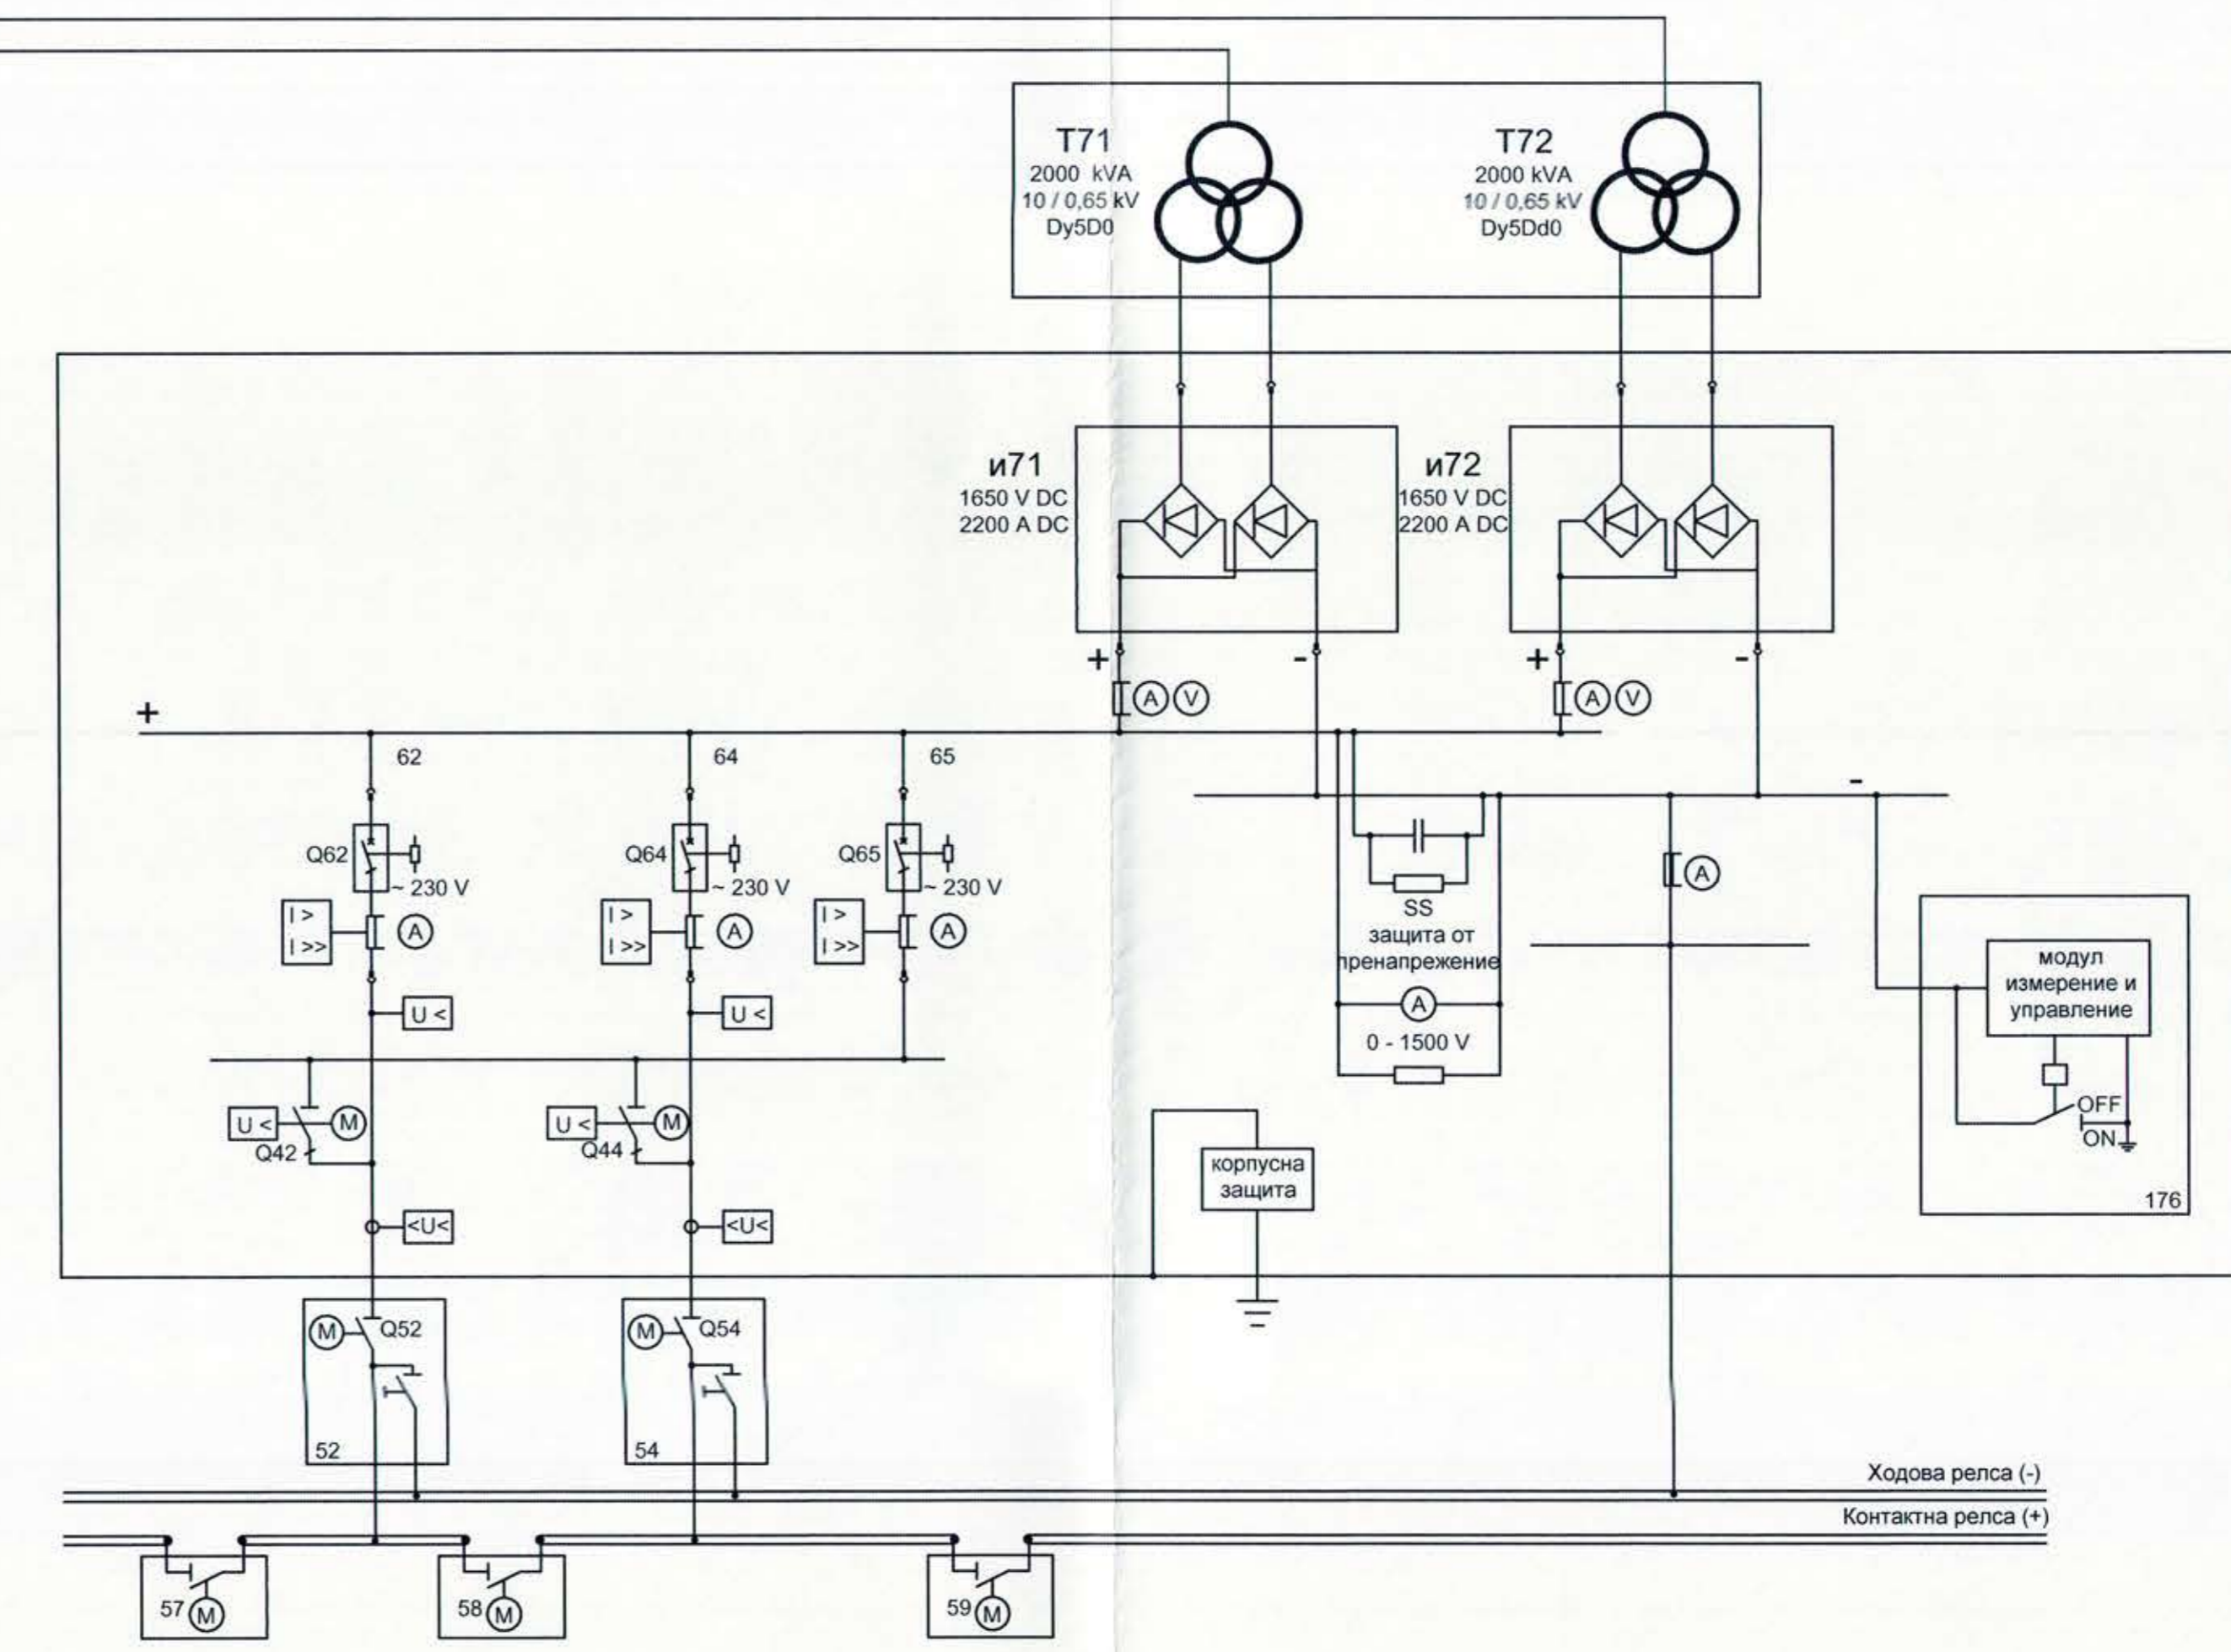 T71
2000 kVA
10 / 0,65 kV
Dy5D0
T72
2000 kVA
10 / 0,65 kV
Dy5Dd0
и71
1650 V DC
2200 A DC
и72
1650 V DC
2200 A DC
+
-
+
-
A V
A V
+
62
64
65
-
Q62
~ 230 V
Q64
~ 230 V
Q65
~ 230 V
I >
I >>
A
I >
I >>
A
I >
I >>
A
A
SS
защита от
пренапрежение
A
0 - 1500 V
U <
U <
модул
измерение и
управление
OFF
ON
176
U <
M
Q42
U <
M
Q44
корпусна
защита
<U<
<U<
M
Q52
52
M
Q54
54
Ходова релса (-)
Контактна релса (+)
57
M
58
M
59
M